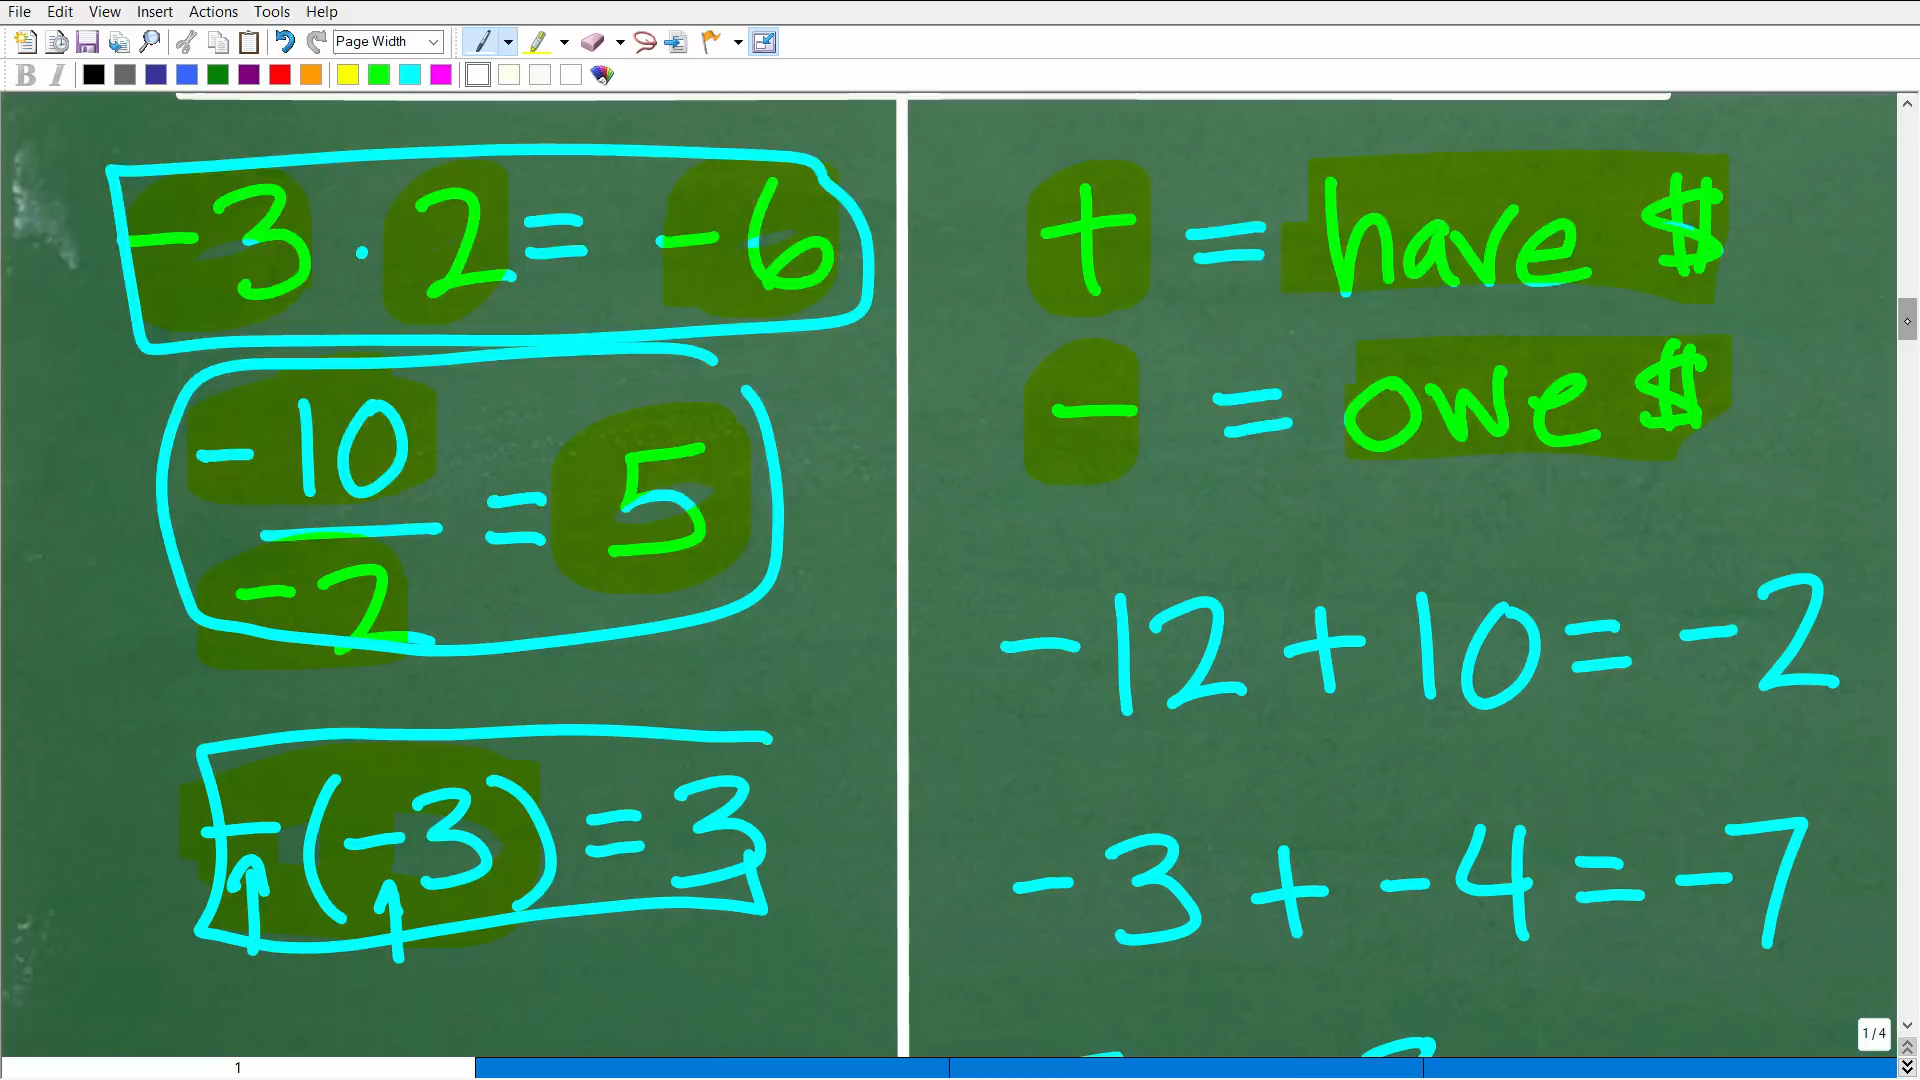 File Edit View Insert Actions Tools Help
Page Width
B I
-3 · 2 = -6
-10
-2
= 5
-(-3) = 3
+ = have $
- = owe $
-12 + 10 = -2
-3 + -4 = -7
1 / 4
1